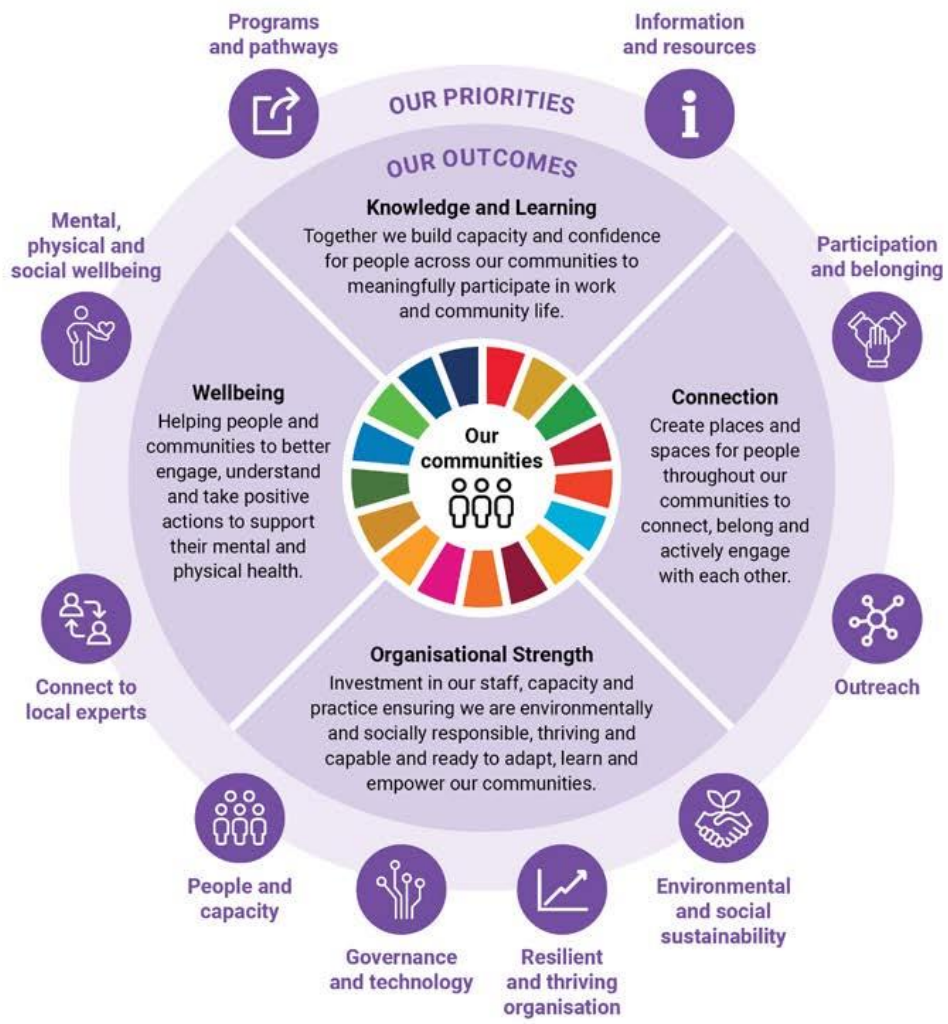 Programs
and pathways
Information
and resources
OUR PRIORITIES
i
OUR OUTCOMES
Knowledge and Learning
Together we build capacity and confidence
for people across our communities to
meaningfully participate in work
and community life.
Mental,
physical and
social wellbeing
Participation
and belonging
Wellbeing
Helping people and
communities to better
engage, understand
and take positive
actions to support
their mental and
physical health.
Our
communities
Connection
Create places and
spaces for people
throughout our
communities to
connect, belong and
actively engage
with each other.
Organisational Strength
Investment in our staff, capacity and
practice ensuring we are environmentally
and socially responsible, thriving and
capable and ready to adapt, learn and
empower our communities.
Connect to
local experts
Outreach
People and
capacity
Governance
and technology
Resilient
and thriving
organisation
Environmental
and social
sustainability